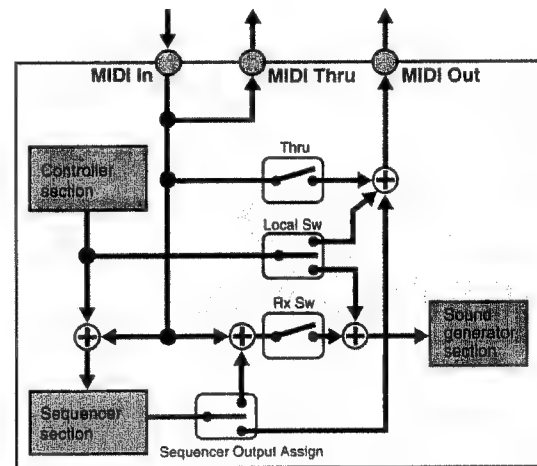 MIDI In
MIDI Thru
MIDI Out
Thru
Controller
section
Local Sw
Rx Sw
Sound
generator
section
Sequencer
section
Sequencer Output Assign